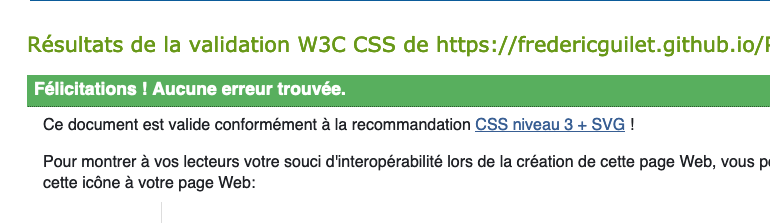 Résultats de la validation W3C CSS de https://fredericguilet.github.io/
Félicitations ! Aucune erreur trouvée.
Ce document est valide conformément à la recommandation CSS niveau 3 + SVG !
Pour montrer à vos lecteurs votre souci d'interopérabilité lors de la création de cette page Web, vous
cette icône à votre page Web: